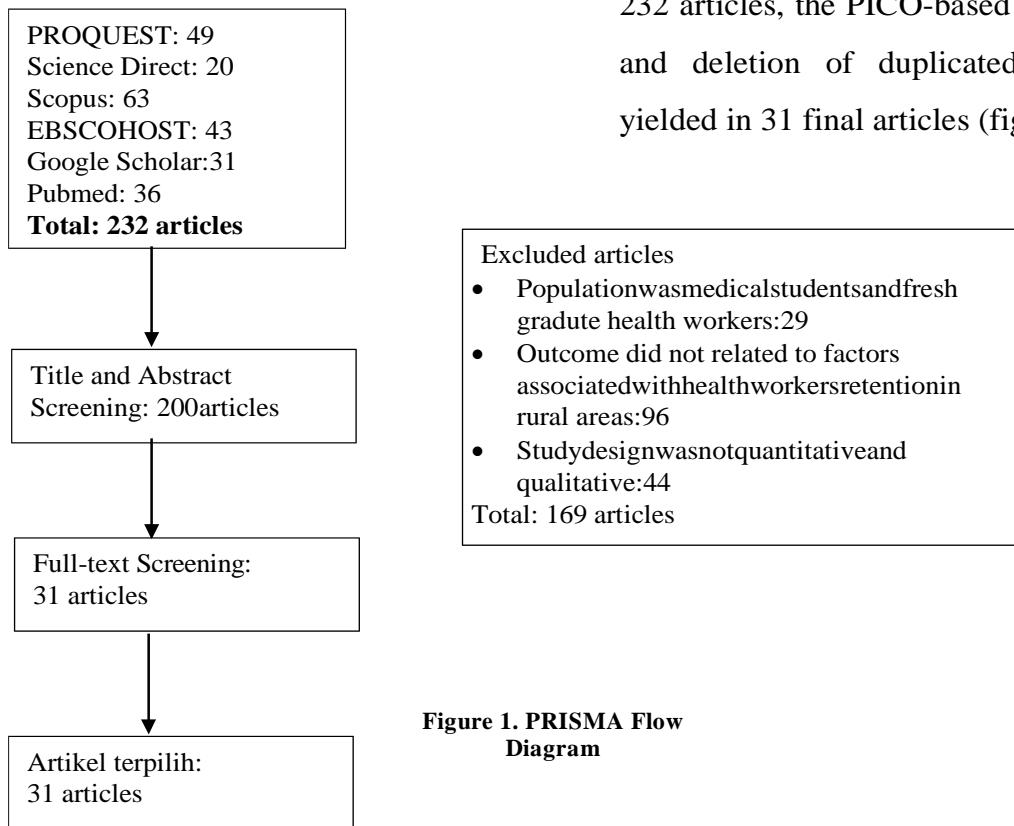 232 articles, the PICO-based
and deletion of duplicated
yielded in 31 final articles
PROQUEST: 49
Science Direct: 20
Scopus: 63
EBSCOHOST: 43
Google Scholar:31
Pubmed: 36
Total: 232 articles
Excluded articles
• Populationwasmedicalstudentsandfresh
gradute health workers:29
• Outcome did not related to factors
associatedwithhealthworkersretentionin
rural areas:96
• Studydesignwasnotquantitativeand
qualitative:44
Total: 169 articles
Title and Abstract
Screening: 200articles
Full-text Screening:
31 articles
Artikel terpilih:
31 articles
Figure 1. PRISMA Flow
Diagram